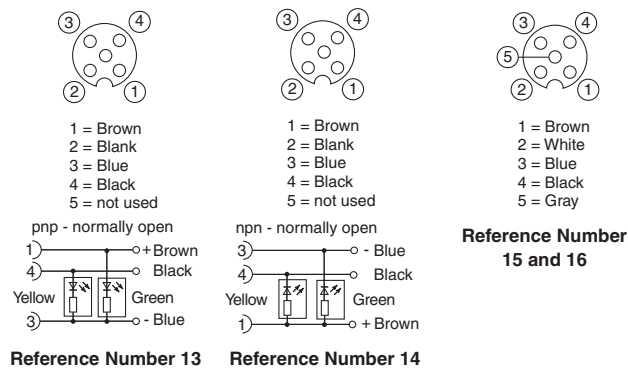 3 4
2 1
1 = Brown
2 = Blank
3 = Blue
4 = Black
5 = not used
pnp - normally open
1 + Brown
4 Black
Yellow Green
3 - Blue
Reference Number 13
3 4
2 1
1 = Brown
2 = Blank
3 = Blue
4 = Black
5 = not used
npn - normally open
3 - Blue
4 Black
Yellow Green
1 + Brown
Reference Number 14
3 4
5
2 1
1 = Brown
2 = White
3 = Blue
4 = Black
5 = Gray
Reference Number
15 and 16